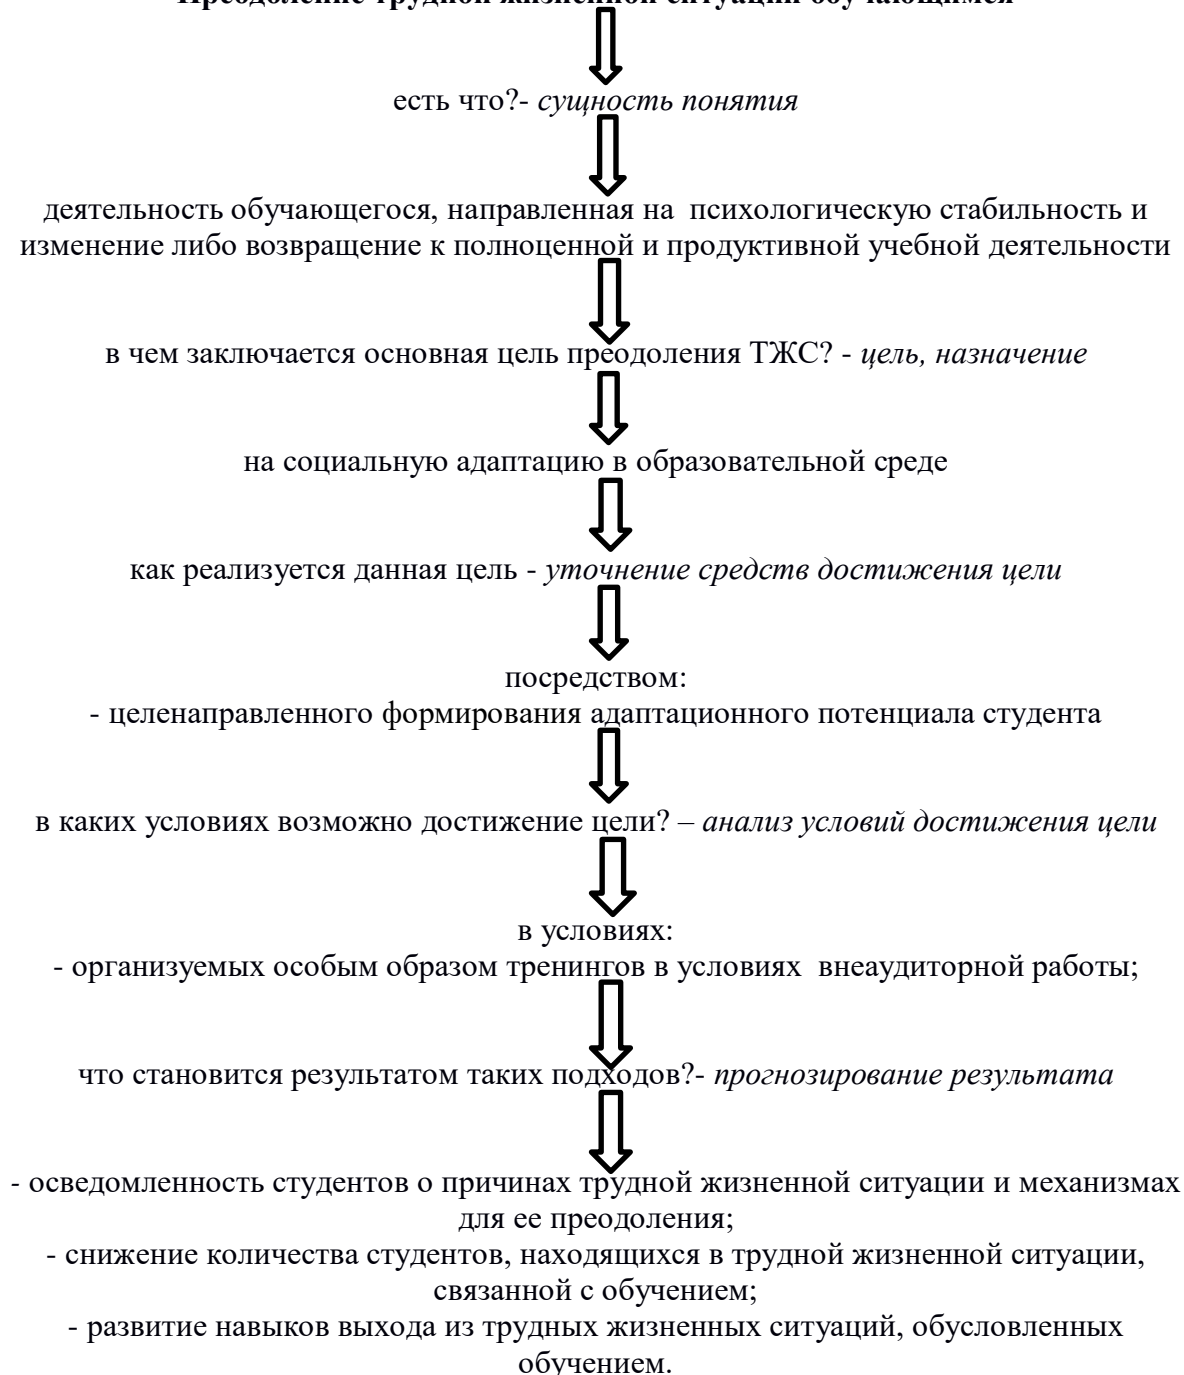 Преодоление трудной жизненной ситуации обучающимся
есть что?- сущность понятия
деятельность обучающегося, направленная на  психологическую стабильность и
изменение либо возвращение к полноценной и продуктивной учебной деятельности
в чем заключается основная цель преодоления ТЖС? - цель, назначение
на социальную адаптацию в образовательной среде
как реализуется данная цель - уточнение средств достижения цели
посредством:
- целенаправленного формирования адаптационного потенциала студента
в каких условиях возможно достижение цели? – анализ условий достижения цели
в условиях:
- организуемых особым образом тренингов в условиях  внеаудиторной работы;
что становится результатом таких подходов?- прогнозирование результата
- осведомленность студентов о причинах трудной жизненной ситуации и механизмах
для ее преодоления;
- снижение количества студентов, находящихся в трудной жизненной ситуации,
связанной с обучением;
- развитие навыков выхода из трудных жизненных ситуаций, обусловленных
обучением.